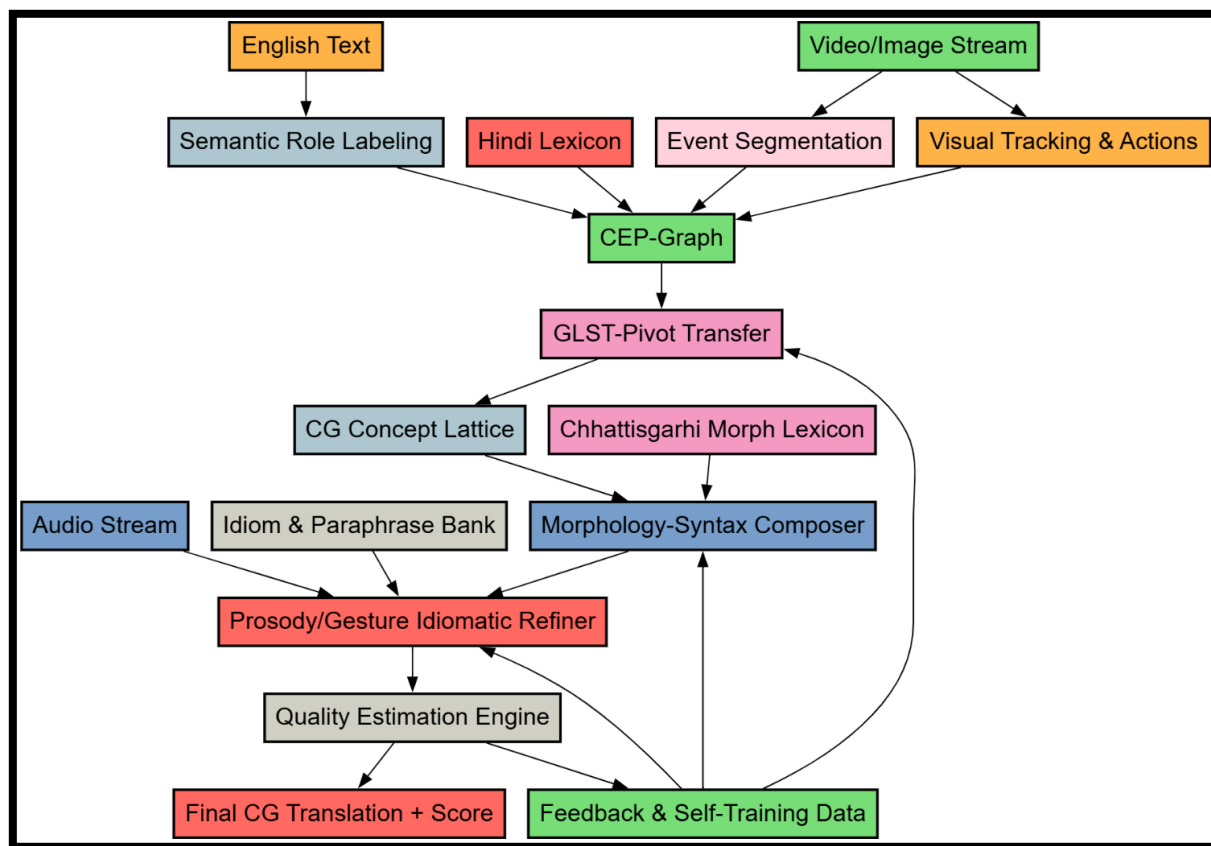 English Text
Video/Image Stream
Semantic Role Labeling
Hindi Lexicon
Event Segmentation
Visual Tracking & Actions
CEP-Graph
GLST-Pivot Transfer
CG Concept Lattice
Chhattisgarhi Morph Lexicon
Audio Stream
Idiom & Paraphrase Bank
Morphology-Syntax Composer
Prosody/Gesture Idiomatic Refiner
Quality Estimation Engine
Final CG Translation + Score
Feedback & Self-Training Data